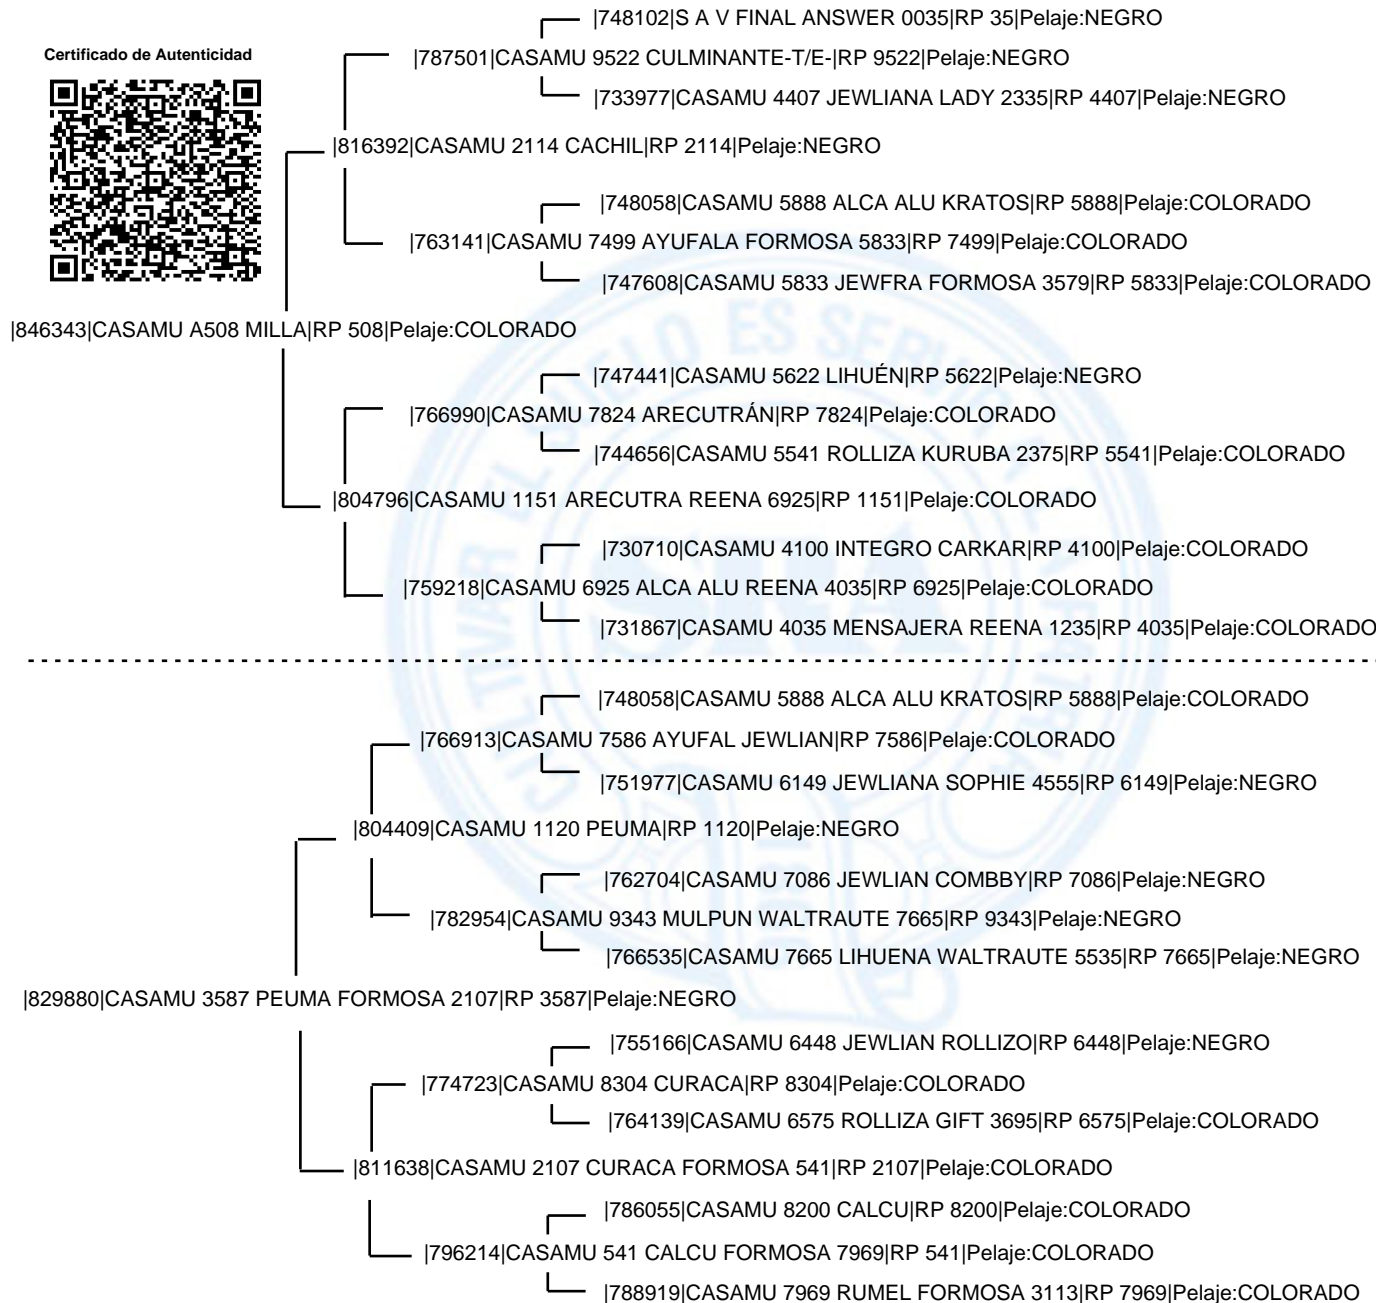 |748102|S A V FINAL ANSWER 0035|RP 35|Pelaje:NEGRO
Certificado de Autenticidad
|787501|CASAMU 9522 CULMINANTE-T/E-|RP 9522|Pelaje:NEGRO
|733977|CASAMU 4407 JEWLIANA LADY 2335|RP 4407|Pelaje:NEGRO
|816392|CASAMU 2114 CACHIL|RP 2114|Pelaje:NEGRO
|748058|CASAMU 5888 ALCA ALU KRATOS|RP 5888|Pelaje:COLORADO
|763141|CASAMU 7499 AYUFALA FORMOSA 5833|RP 7499|Pelaje:COLORADO
|747608|CASAMU 5833 JEWFRA FORMOSA 3579|RP 5833|Pelaje:COLORADO
|846343|CASAMU A508 MILLA|RP 508|Pelaje:COLORADO
|747441|CASAMU 5622 LIHUÉN|RP 5622|Pelaje:NEGRO
|766990|CASAMU 7824 ARECUTRÁN|RP 7824|Pelaje:COLORADO
|744656|CASAMU 5541 ROLLIZA KURUBA 2375|RP 5541|Pelaje:COLORADO
|804796|CASAMU 1151 ARECUTRA REENA 6925|RP 1151|Pelaje:COLORADO
|730710|CASAMU 4100 INTEGRO CARKAR|RP 4100|Pelaje:COLORADO
|759218|CASAMU 6925 ALCA ALU REENA 4035|RP 6925|Pelaje:COLORADO
|731867|CASAMU 4035 MENSAJERA REENA 1235|RP 4035|Pelaje:COLORADO
|748058|CASAMU 5888 ALCA ALU KRATOS|RP 5888|Pelaje:COLORADO
|766913|CASAMU 7586 AYUFAL JEWLIAN|RP 7586|Pelaje:COLORADO
|751977|CASAMU 6149 JEWLIANA SOPHIE 4555|RP 6149|Pelaje:NEGRO
|804409|CASAMU 1120 PEUMA|RP 1120|Pelaje:NEGRO
|762704|CASAMU 7086 JEWLIAN COMBBY|RP 7086|Pelaje:NEGRO
|782954|CASAMU 9343 MULPUN WALTRAUTE 7665|RP 9343|Pelaje:NEGRO
|766535|CASAMU 7665 LIHUENA WALTRAUTE 5535|RP 7665|Pelaje:NEGRO
|829880|CASAMU 3587 PEUMA FORMOSA 2107|RP 3587|Pelaje:NEGRO
|755166|CASAMU 6448 JEWLIAN ROLLIZO|RP 6448|Pelaje:NEGRO
|774723|CASAMU 8304 CURACA|RP 8304|Pelaje:COLORADO
|764139|CASAMU 6575 ROLLIZA GIFT 3695|RP 6575|Pelaje:COLORADO
|811638|CASAMU 2107 CURACA FORMOSA 541|RP 2107|Pelaje:COLORADO
|786055|CASAMU 8200 CALCU|RP 8200|Pelaje:COLORADO
|796214|CASAMU 541 CALCU FORMOSA 7969|RP 541|Pelaje:COLORADO
|788919|CASAMU 7969 RUMEL FORMOSA 3113|RP 7969|Pelaje:COLORADO
CULTIVAR EL SUELO ES SERVIR A LA PATRIA
SRA
1866